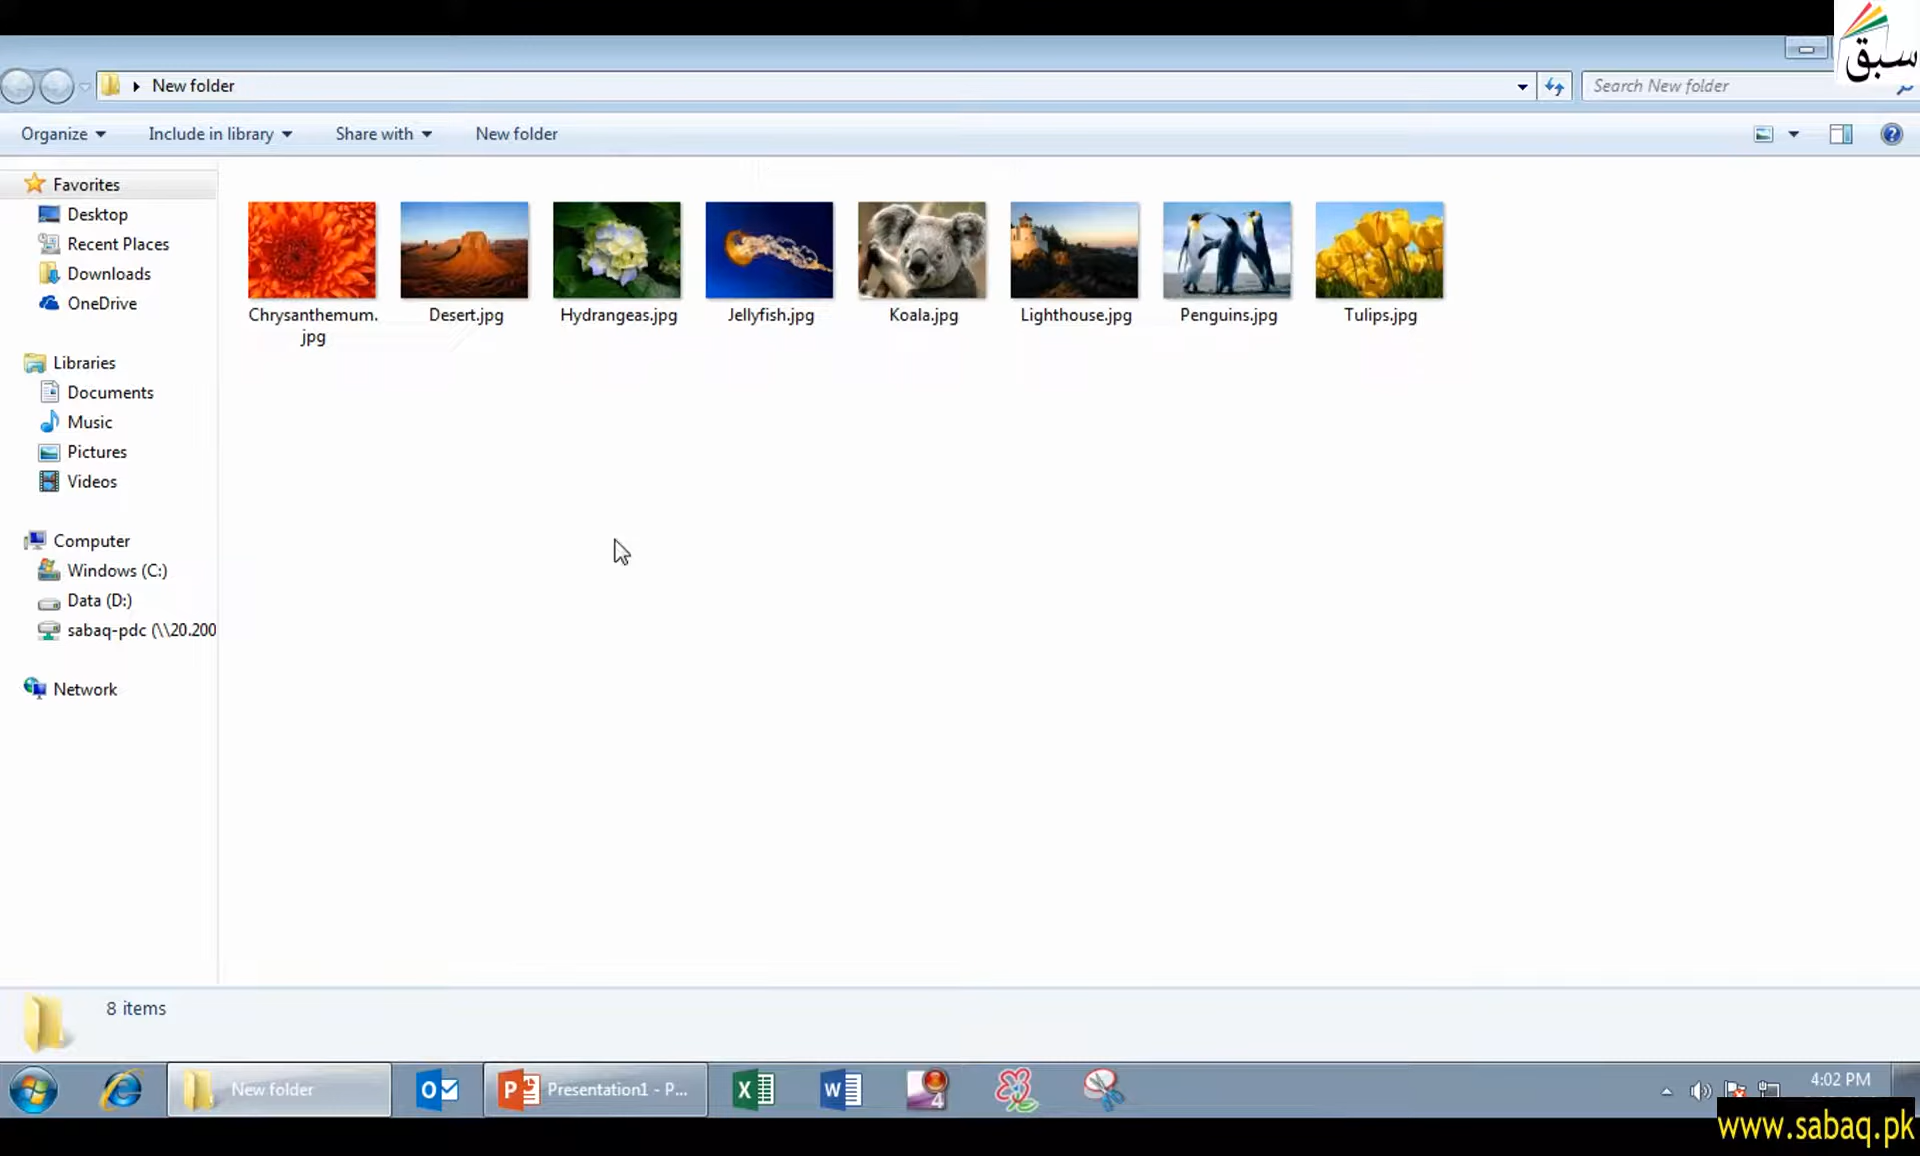 سبق
New folder
Search New folder
Organize
Include in library
Share with
New folder
Favorites
Desktop
Recent Places
Downloads
OneDrive
Libraries
Documents
Music
Pictures
Videos
Computer
Windows (C:)
Data (D:)
sabaq-pdc (\\20.200
Network
Chrysanthemum.
jpg
Desert.jpg
Hydrangeas.jpg
Jellyfish.jpg
Koala.jpg
Lighthouse.jpg
Penguins.jpg
Tulips.jpg
8 items
New folder
Presentation1 - P...
4:02 PM
www.sabaq.pk